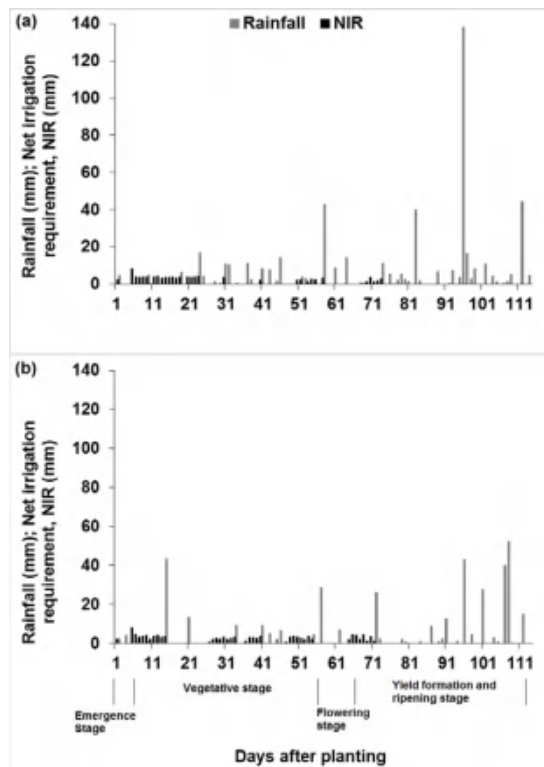 (a)
Rainfall NIR
Rainfall (mm); Net irrigation
requirement, NIR (mm)
140
120
100
80
60
40
20
0
1 11 21 31 41 51 61 71 81 91 101 111
(b)
Rainfall (mm); Net irrigation
requirement, NIR (mm)
140
120
100
80
60
40
20
0
1 11 21 31 41 51 61 71 81 91 101 111
Emergence
Stage
Vegetative stage
Flowering
stage
Yield formation and
ripening stage
Days after planting